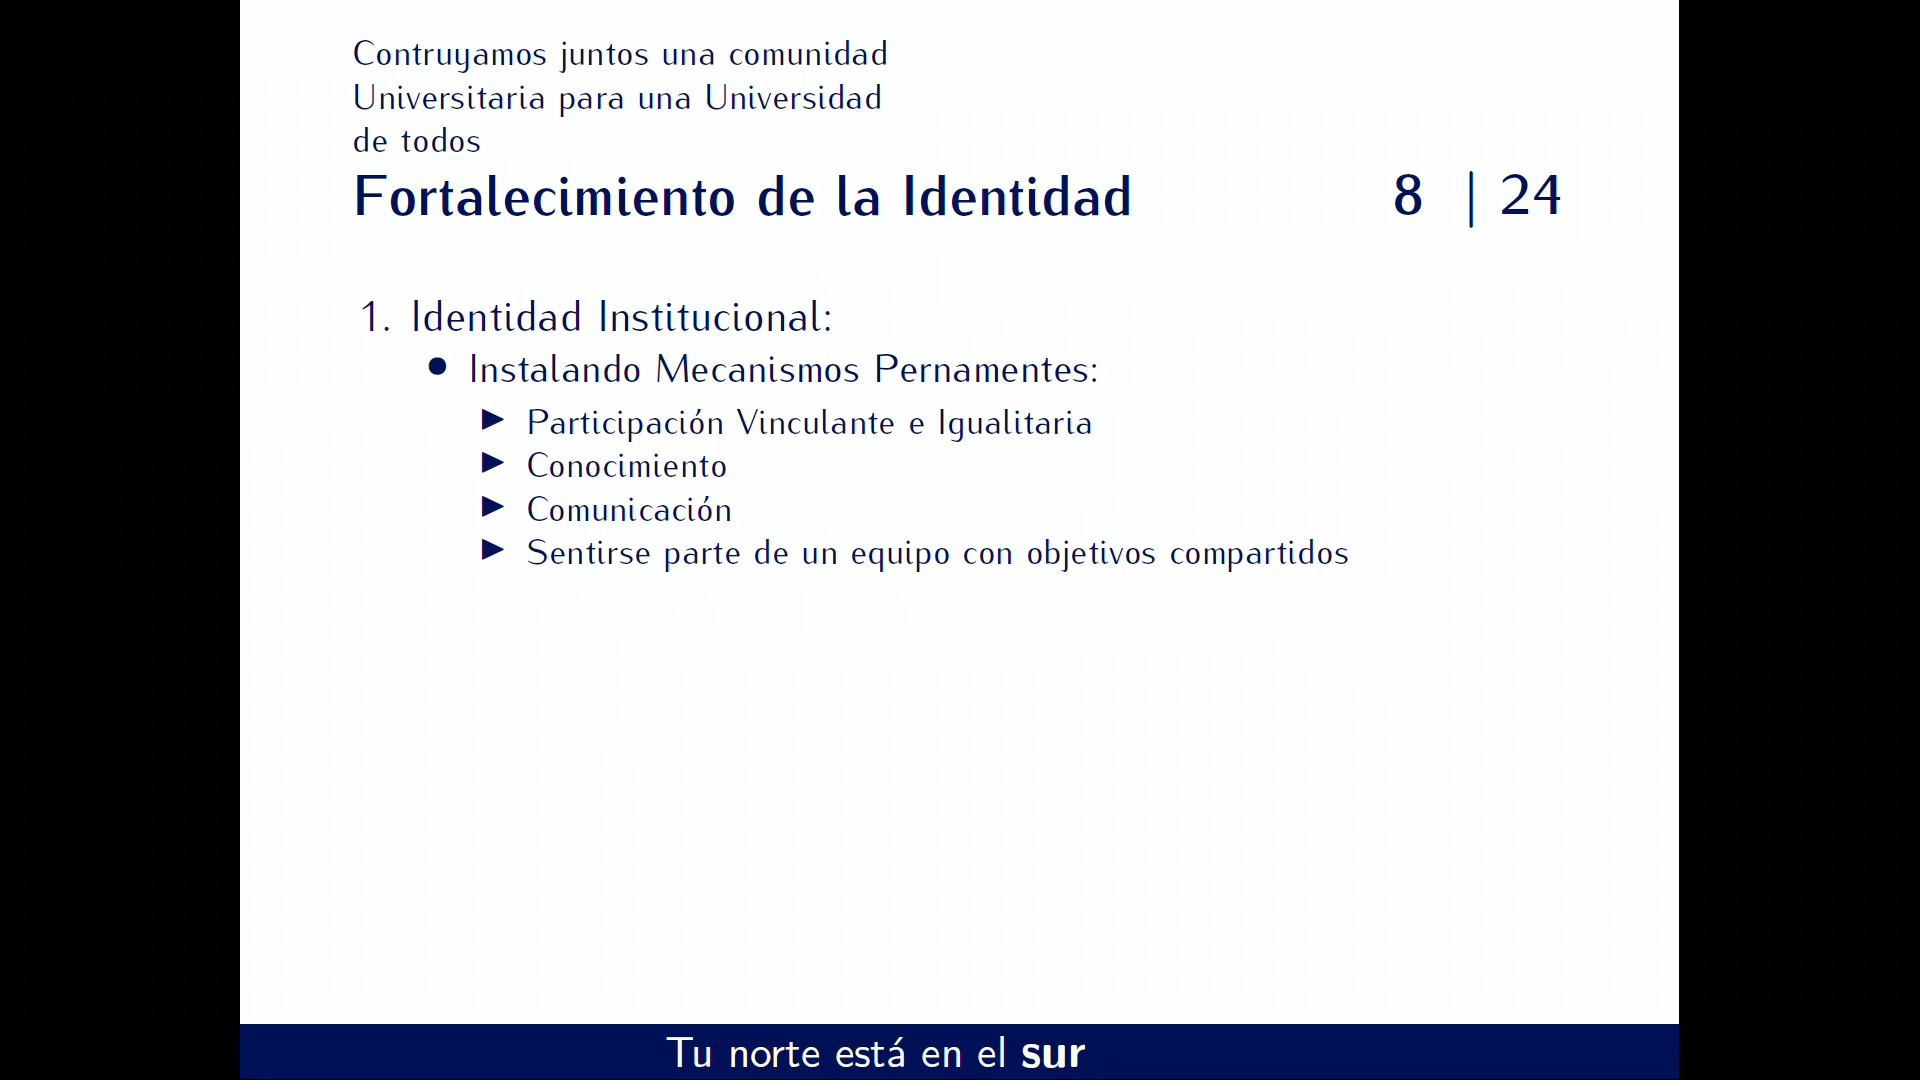 Contruyamos juntos una comunidad
Universitaria para una Universidad
de todos
Fortalecimiento de la Identidad 8 | 24
1. Identidad Institucional:
● Instalando Mecanismos Pernamentes:
▶ Participación Vinculante e Igualitaria
▶ Conocimiento
▶ Comunicación
▶ Sentirse parte de un equipo con objetivos compartidos
Tu norte está en el sur